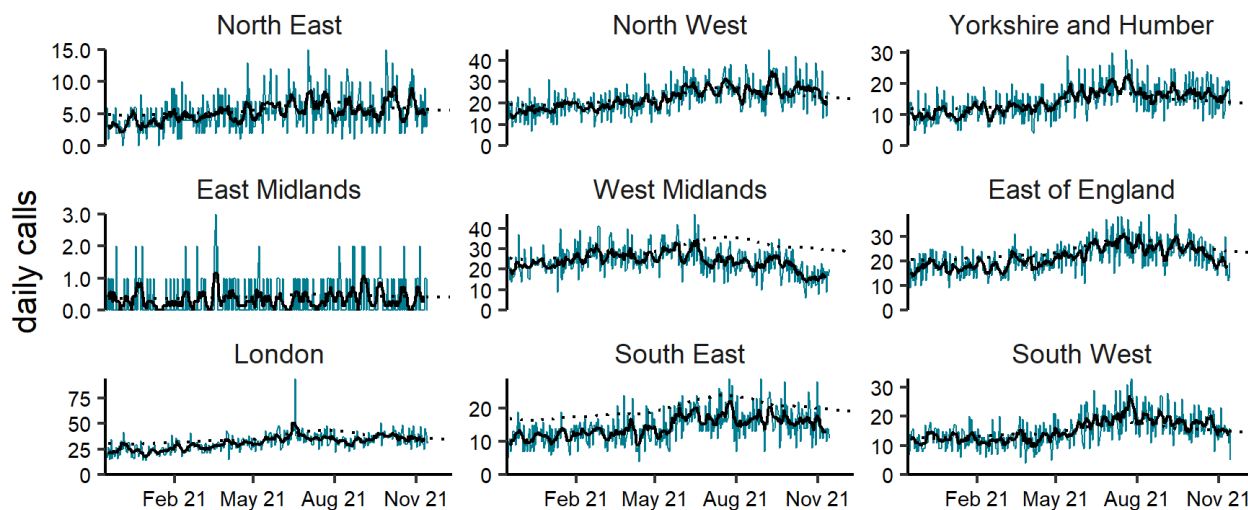 North East
North West
Yorkshire and Humber
15.0
10.0
5.0
0.0
40
30
20
10
0
30
20
10
0
East Midlands
West Midlands
East of England
daily calls
3.0
2.0
1.0
0.0
40
30
20
10
0
30
20
10
0
London
South East
South West
75
50
25
0
20
10
0
30
20
10
0
Feb 21 May 21 Aug 21 Nov 21
Feb 21 May 21 Aug 21 Nov 21
Feb 21 May 21 Aug 21 Nov 21